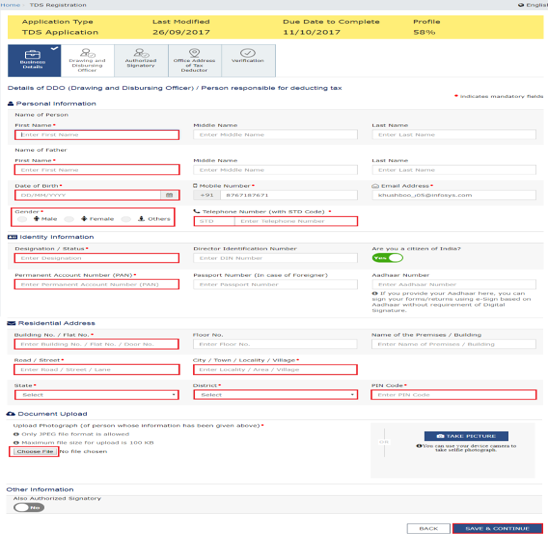 Home › TDS Registration
English
Application Type Last Modified Due Date to Complete Profile
TDS Application 26/09/2017 11/10/2017 58%
Business Details
Drawing and Disbursing Officer
Authorized Signatory
Office Address of Tax Deductor
Verification
Details of DDO (Drawing and Disbursing Officer) / Person responsible for deducting tax
* indicates mandatory fields
Personal Information
Name of Person
First Name* Middle Name Last Name
Enter First Name Enter Middle Name Enter Last Name
Name of Father
First Name* Middle Name Last Name
Enter First Name Enter Middle Name Enter Last Name
Date of Birth* Mobile Number* Email Address*
DD/MM/YYYY +91 8767187671 khushboo_d5@infosys.com
Gender* Telephone Number (with STD Code) *
Male Female Others STD Enter Telephone Number
Identity Information
Designation / Status* Director Identification Number Are you a citizen of India?
Enter Designation Enter DIN Number Yes
Permanent Account Number (PAN)* Passport Number (In case of Foreigner) Aadhaar Number
Enter Permanent Account Number (PAN) Enter Passport Number Enter Aadhaar Number
If you provide your Aadhaar here, you can
sign your forms/returns using e-Sign based on
Aadhaar without requirement of Digital
Signature.
Residential Address
Building No. / Flat No.* Floor No. Name of the Premises / Building
Enter Building No. / Flat No. / Door No. Enter Floor No. Enter Name of Premises / Building
Road / Street* City / Town / Locality / Village*
Enter Road / Street / Lane Enter Locality / Area / Village
State* District* PIN Code*
Select Select Enter PIN Code
Document Upload
Upload Photograph (of person whose information has been given above)*
Only JPEG file format is allowed
Maximum file size for upload is 100 KB
Choose File No file chosen
TAKE PICTURE
You can use your device camera to
take selfie photograph.
Other Information
Also Authorized Signatory
No
BACK SAVE & CONTINUE